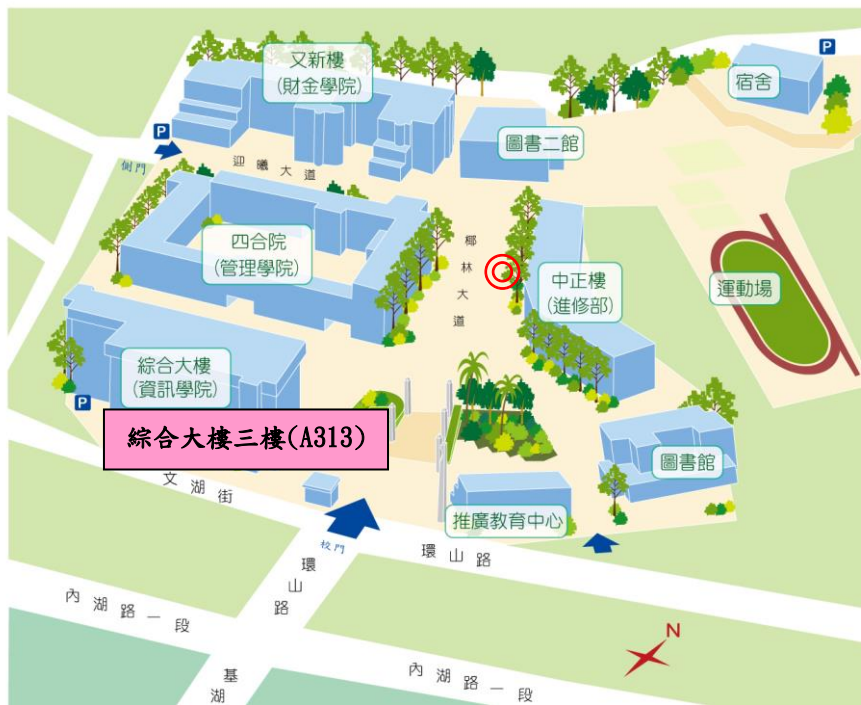 又新樓
(財金學院)
P
宿舍
圖書二館
P
側門
迎曦大道
四合院
(管理學院)
椰林大道
中正樓
(進修部)
運動場
綜合大樓
(資訊學院)
P
綜合大樓三樓(A313)
圖書館
文湖街
推廣教育中心
校門
環山路
環山路
內湖路一段
N
基湖
內湖路一段